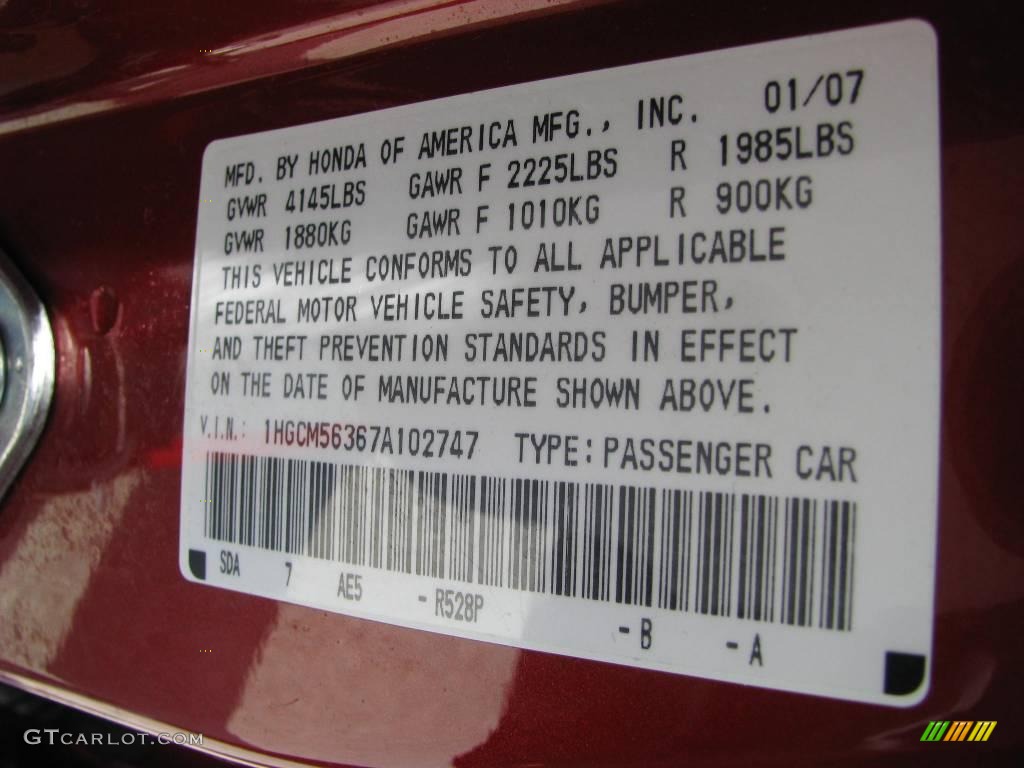 MFD. BY HONDA OF AMERICA MFG., INC. 01/07
GVWR 4145LBS GAWR F 2225LBS R 1985LBS
GVWR 1880KG GAWR F 1010KG R 900KG
THIS VEHICLE CONFORMS TO ALL APPLICABLE
FEDERAL MOTOR VEHICLE SAFETY, BUMPER,
AND THEFT PREVENTION STANDARDS IN EFFECT
ON THE DATE OF MANUFACTURE SHOWN ABOVE.
V.I.N.: 1HGCM56367A102747 TYPE: PASSENGER CAR
SDA 7 AE5 -R528P -B -A
GTCARLOT.COM